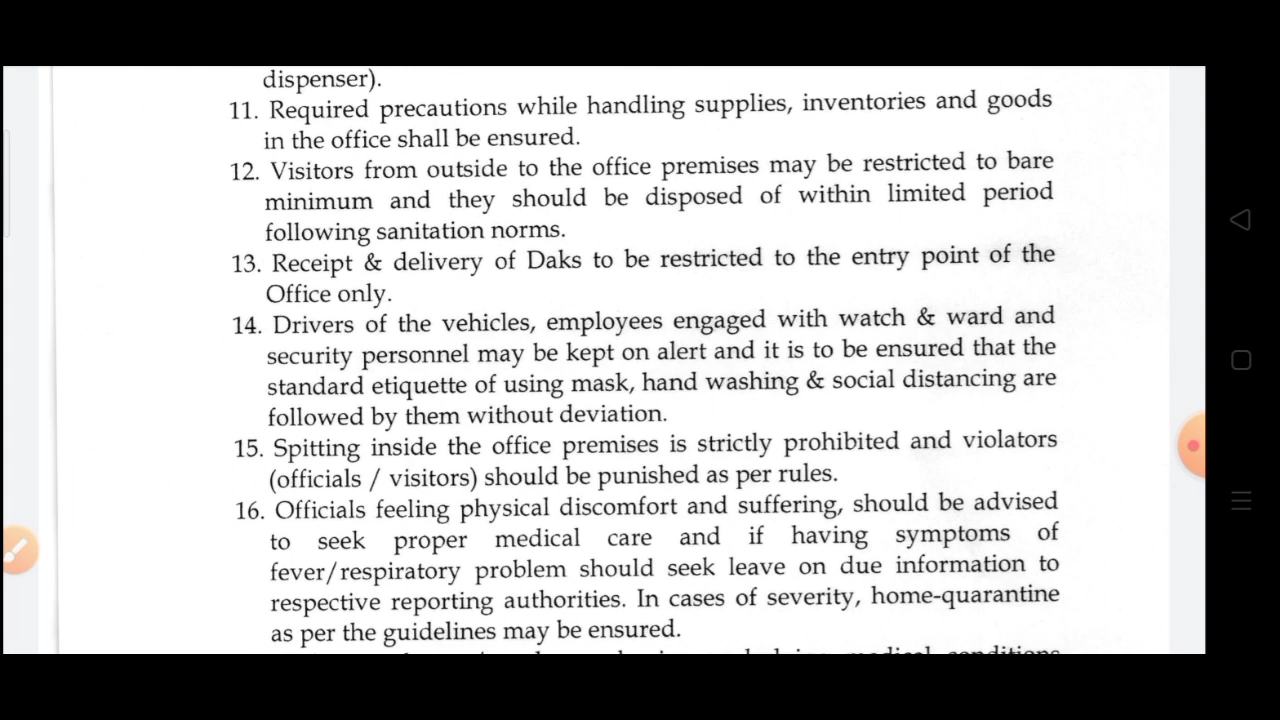 dispenser).
11. Required precautions while handling supplies, inventories and goods
in the office shall be ensured.
12. Visitors from outside to the office premises may be restricted to bare
minimum and they should be disposed of within limited period
following sanitation norms.
13. Receipt & delivery of Daks to be restricted to the entry point of the
Office only.
14. Drivers of the vehicles, employees engaged with watch & ward and
security personnel may be kept on alert and it is to be ensured that the
standard etiquette of using mask, hand washing & social distancing are
followed by them without deviation.
15. Spitting inside the office premises is strictly prohibited and violators
(officials / visitors) should be punished as per rules.
16. Officials feeling physical discomfort and suffering, should be advised
to seek proper medical care and if having symptoms of
fever/respiratory problem should seek leave on due information to
respective reporting authorities. In cases of severity, home-quarantine
as per the guidelines may be ensured.
medical conditions